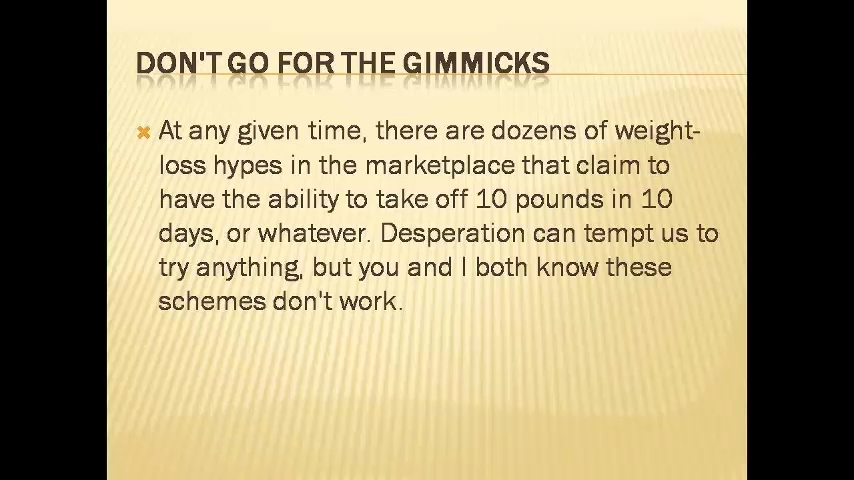 DON'T GO FOR THE GIMMICKS
At any given time, there are dozens of weight-
loss hypes in the marketplace that claim to
have the ability to take off 10 pounds in 10
days, or whatever. Desperation can tempt us to
try anything, but you and I both know these
schemes don't work.